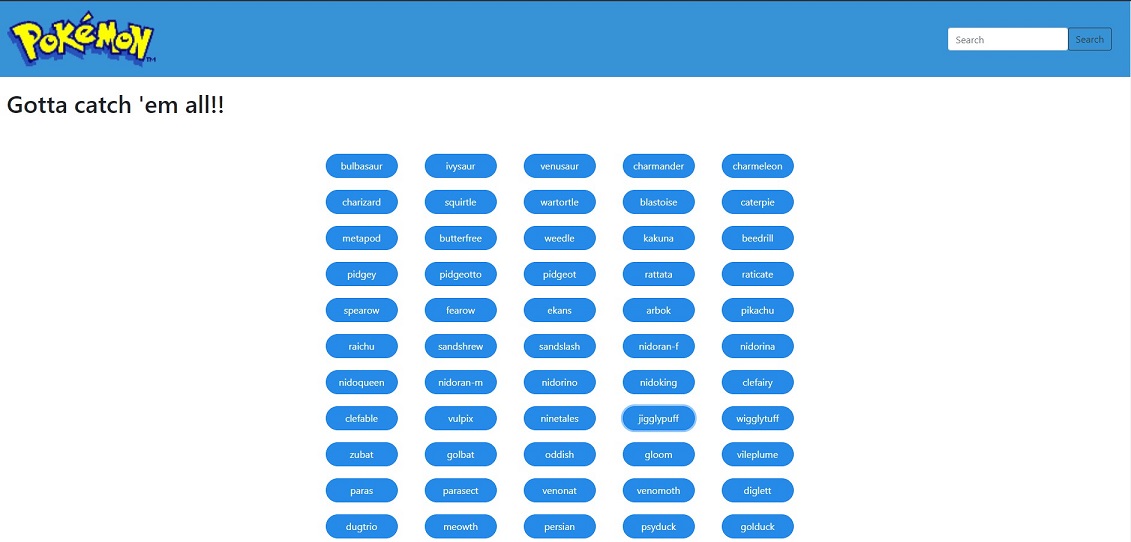 POKéMON TM
Search Search
Gotta catch 'em all!!
bulbasaur ivysaur venusaur charmander charmeleon
charizard squirtle wartortle blastoise caterpie
metapod butterfree weedle kakuna beedrill
pidgey pidgeotto pidgeot rattata raticate
spearow fearow ekans arbok pikachu
raichu sandshrew sandslash nidoran-f nidorina
nidoqueen nidoran-m nidorino nidoking clefairy
clefable vulpix ninetales jigglypuff wigglytuff
zubat golbat oddish gloom vileplume
paras parasect venonat venomoth diglett
dugtrio meowth persian psyduck golduck